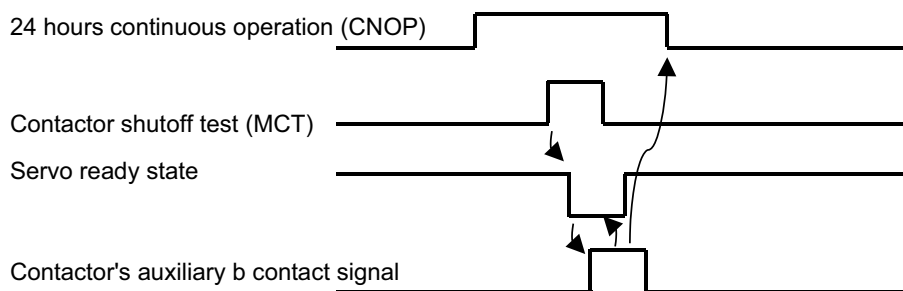 24 hours continuous operation (CNOP)
Contactor shutoff test (MCT)
Servo ready state
Contactor's auxiliary b contact signal